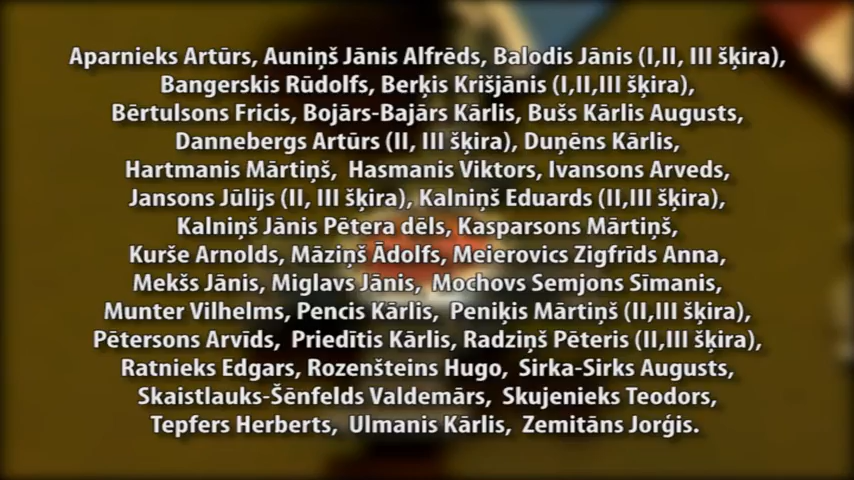 Aparnieks Artūrs, Auniņš Jānis Alfrēds, Balodis Jānis (I,II, III šķira),
Bangerskis Rūdolfs, Berķis Krišjānis (I,II,III šķira),
Bērtulsons Fricis, Bojārs-Bajārs Kārlis, Bušs Kārlis Augusts,
Dannebergs Artūrs (II, III šķira), Duņēns Kārlis,
Hartmanis Mārtiņš, Hasmanis Viktors, Ivansons Arveds,
Jansons Jūlijs (II, III šķira), Kalniņš Eduards (II,III šķira),
Kalniņš Jānis Pētera dēls, Kasparsons Mārtiņš,
Kurše Arnolds, Māziņš Ādolfs, Meierovics Zigfrīds Anna,
Mekšs Jānis, Miglavs Jānis, Mochovs Semjons Sīmanis,
Munter Vilhelms, Pencis Kārlis, Peniķis Mārtiņš (II,III šķira),
Pētersons Arvīds, Priedītis Kārlis, Radziņš Pēteris (II,III šķira),
Ratnieks Edgars, Rozenšteins Hugo, Sirka-Sirks Augusts,
Skaistlauks-Šēnfelds Valdemārs, Skujenieks Teodors,
Tepfers Herberts, Ulmanis Kārlis, Zemitāns Jorģis.